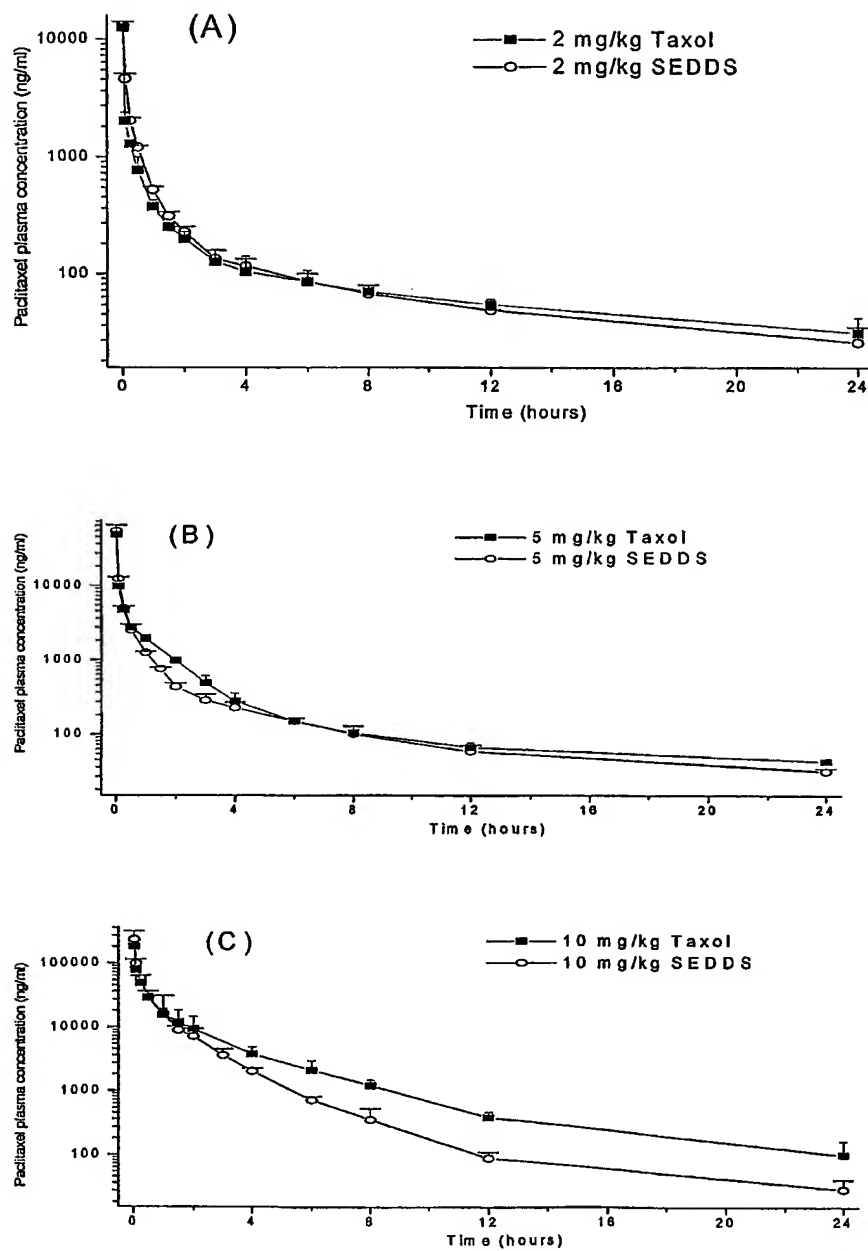 (A)
2 mg/kg Taxol
2 mg/kg SEDDS
Paclitaxel plasma concentration (ng/ml)
10000
1000
100
0 4 8 12 16 20 24
Time (hours)
(B)
5 mg/kg Taxol
5 mg/kg SEDDS
Paclitaxel plasma concentration (ng/ml)
10000
1000
100
0 4 8 12 16 20 24
Time (hours)
(C)
10 mg/kg Taxol
10 mg/kg SEDDS
Paclitaxel plasma concentration (ng/ml)
100000
10000
1000
100
0 4 8 12 16 20 24
Time (hours)